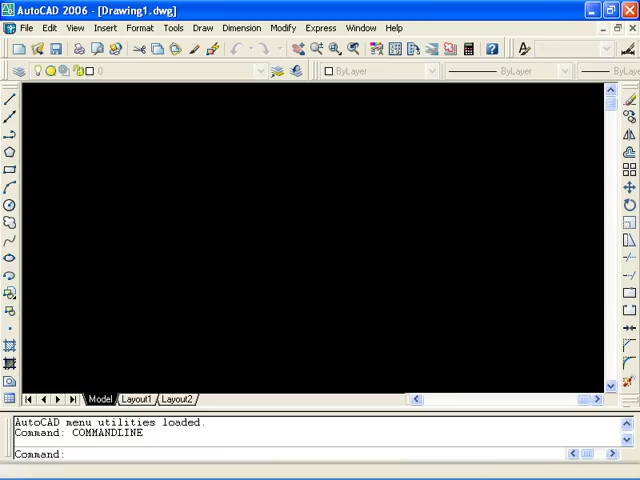 AutoCAD 2006 - [Drawing1.dwg]
File Edit View Insert Format Tools Draw Dimension Modify Express Window Help
0 ByLayer ByLayer ByLaye
Model Layout1 Layout2
AutoCAD menu utilities loaded.
Command: COMMANDLINE
Command: